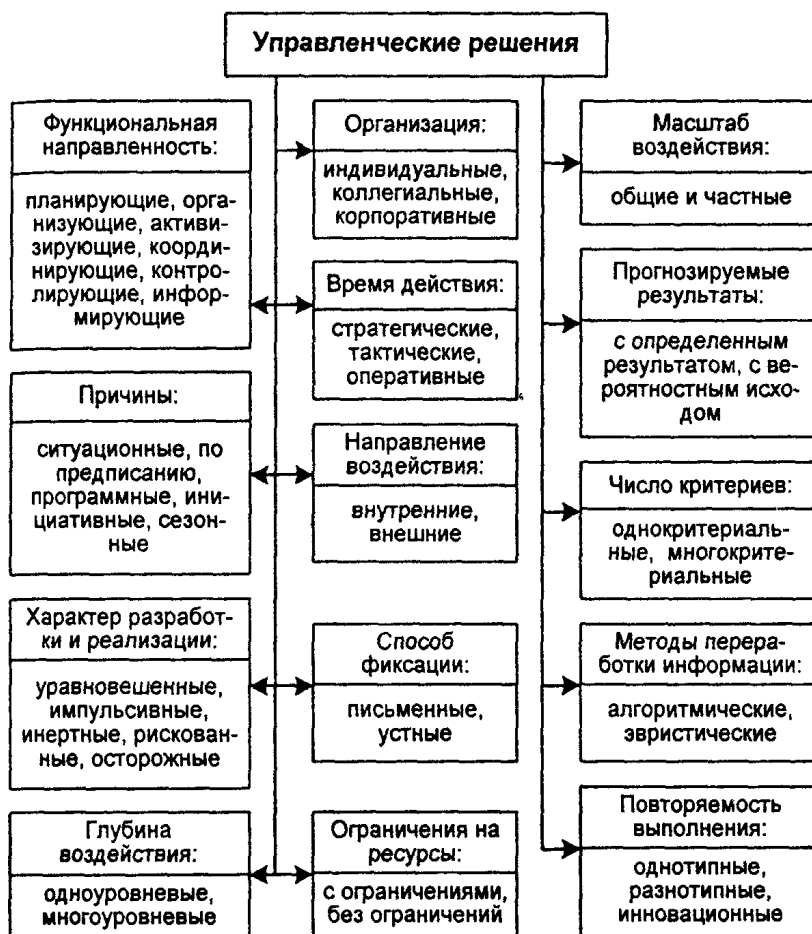 Управленческие решения
Функциональная
направленность:
планирующие, орга-
низующие, активи-
зирующие, коорди-
нирующие, контро-
лирующие, инфор-
мирующие
Причины:
ситуационные, по
предписанию,
программные, ини-
циативные, сезон-
ные
Характер разработ-
ки и реализации:
уравновешенные,
импульсивные,
инертные, рискован-
ные, осторожные
Глубина
воздействия:
одноуровневые,
многоуровневые
Организация:
индивидуальные,
коллегиальные,
корпоративные
Время действия:
стратегические,
тактические,
оперативные
Направление
воздействия:
внутренние,
внешние
Способ
фиксации:
письменные,
устные
Ограничения на
ресурсы:
с ограничениями,
без ограничений
Масштаб
воздействия:
общие и частные
Прогнозируемые
результаты:
с определенным
результатом, с ве-
роятностным исхо-
дом
Число критериев:
однокритериаль-
ные, многокрите-
риальные
Методы перера-
ботки информации:
алгоритмические,
эвристические
Повторяемость
выполнения:
однотипные,
разнотипные,
инновационные